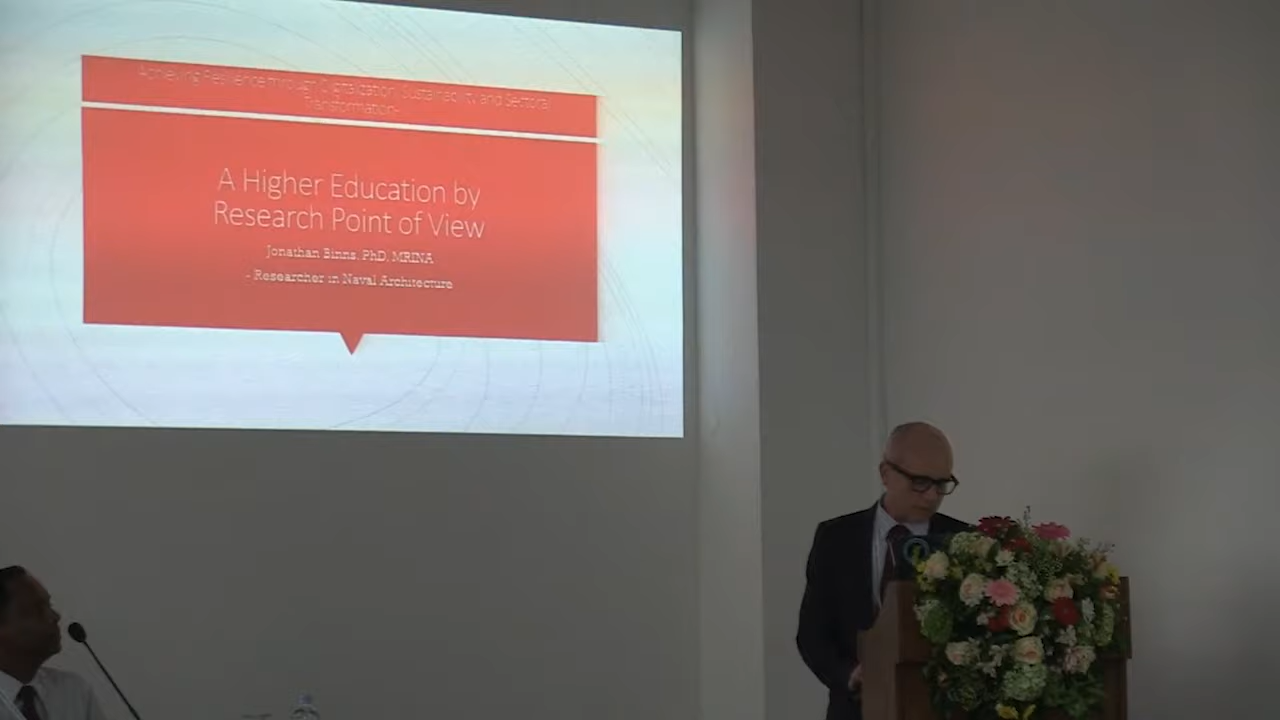 Achieving Resilience through Digitalization, Sustainability and Sectoral
Transformation-
A Higher Education by
Research Point of View
Jonathan Binns, PhD, MRINA
- Researcher in Naval Architecture